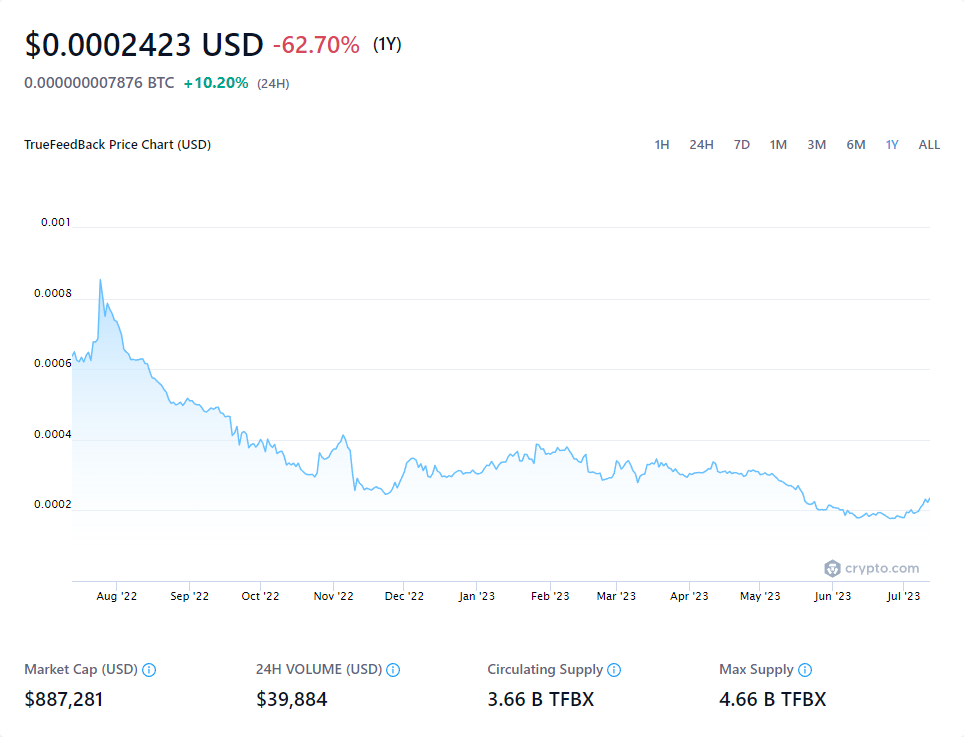 $0.0002423 USD -62.70% (1Y)
0.000000007876 BTC +10.20% (24H)
TrueFeedBack Price Chart (USD) 1H 24H 7D 1M 3M 6M 1Y ALL
0.001
0.0008
0.0006
0.0004
0.0002
crypto.com
Aug '22 Sep '22 Oct '22 Nov '22 Dec '22 Jan '23 Feb '23 Mar '23 Apr '23 May '23 Jun '23 Jul '23
Market Cap (USD) 24H VOLUME (USD) Circulating Supply Max Supply
$887,281 $39,884 3.66 B TFBX 4.66 B TFBX